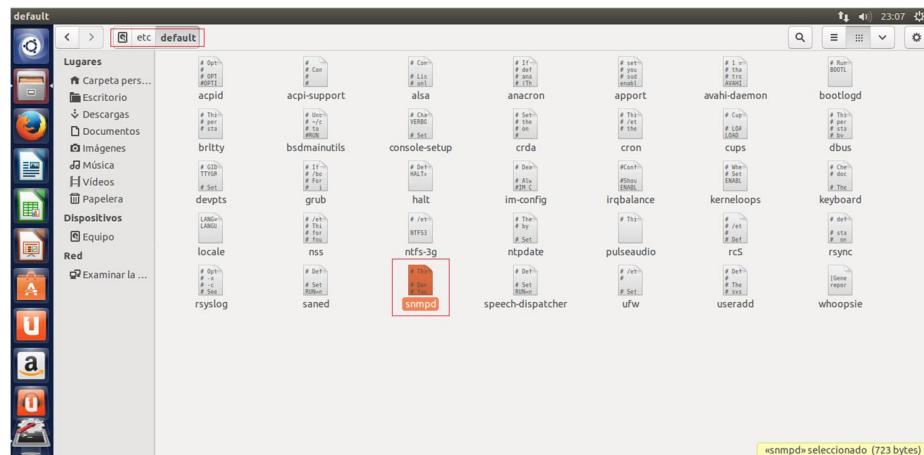 default
23:07
etc default
Lugares
Carpeta pers...
Escritorio
Descargas
Documentos
Imágenes
Música
Vídeos
Papelera
Dispositivos
Equipo
Red
Examinar la ...
acpid acpi-support alsa anacron apport avahi-daemon bootlogd
brltty bsdmainutils console-setup crda cron cups dbus
devpts grub halt im-config irqbalance kerneloops keyboard
locale nss ntfs-3g ntpdate pulseaudio rcS rsync
rsyslog saned snmpd speech-dispatcher ufw useradd whoopsie
«snmpd» seleccionado (723 bytes)